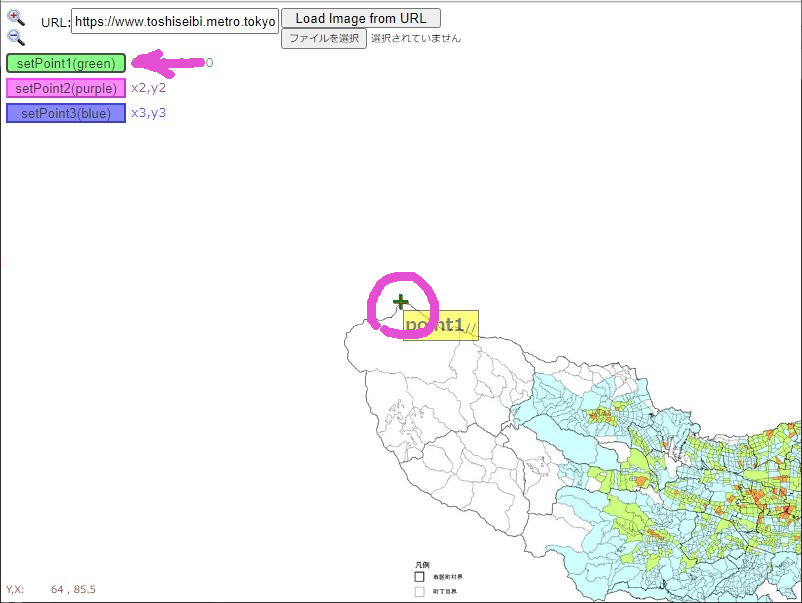 URL: https://www.toshiseibi.metro.tokyo Load Image from URL
ファイルを選択 選択されていません
setPoint1(green)
setPoint2(purple) x2,y2
setPoint3(blue) x3,y3
point1//
凡例
市区町村界
町丁目界
Y,X: 64 , 85.5